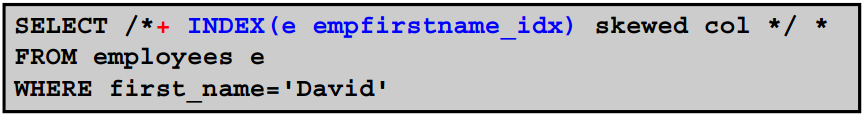 SELECT /*+ INDEX(e empfirstname_idx) skewed col */ *
FROM employees e
WHERE first_name='David'